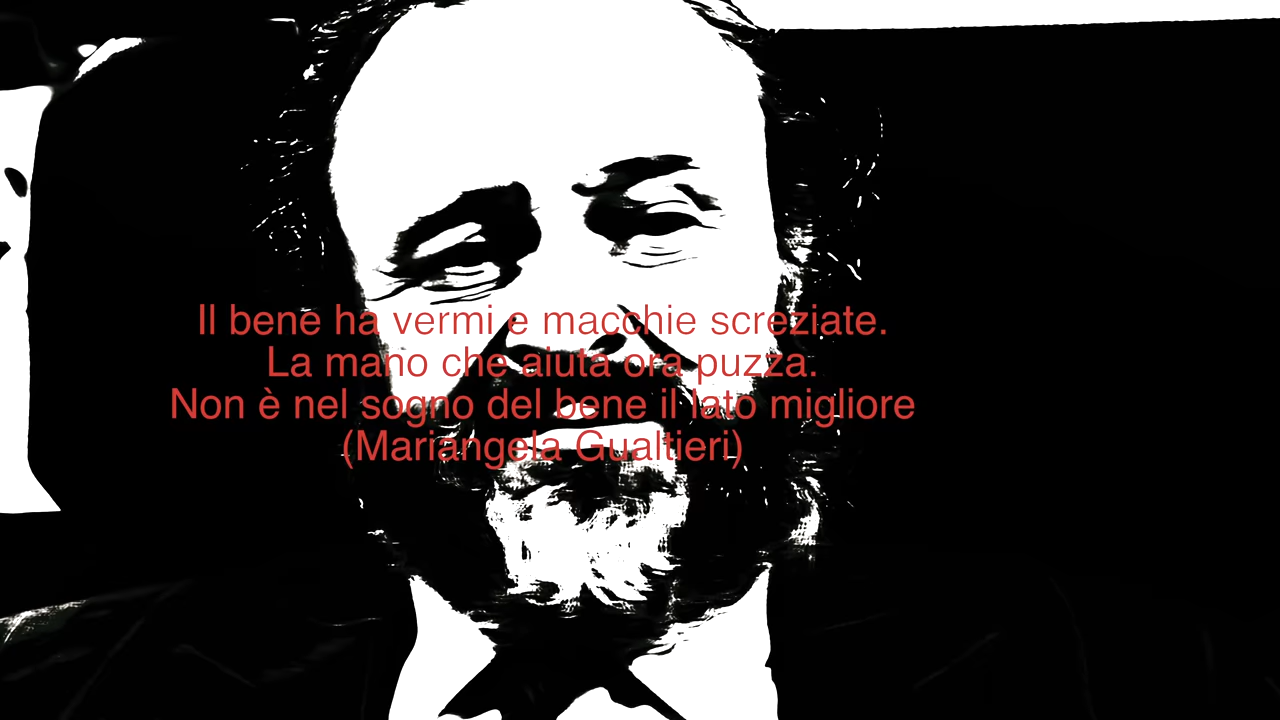 Il bene ha vermi e macchie screziate.
La mano che aiuta ora puzza.
Non è nel sogno del bene il lato migliore
(Mariangela Gualtieri)